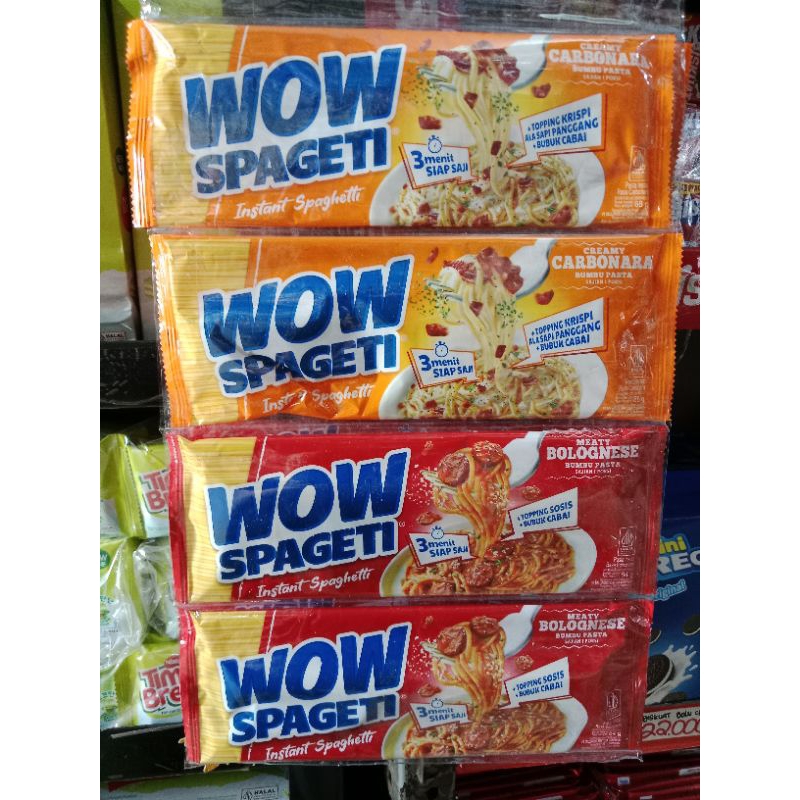 WOW
SPAGETI
Instant Spaghetti
3 menit
SIAP SAJI
CREAMY
CARBONARA
BUMBU PASTA
+ TOPPING KRISPI
ALA SAPI PANGGANG
+ BUBUK CABAI
WOW
SPAGETI
Instant Spaghetti
3 menit
SIAP SAJI
CREAMY
CARBONARA
BUMBU PASTA
+ TOPPING KRISPI
ALA SAPI PANGGANG
+ BUBUK CABAI
WOW
SPAGETI
Instant Spaghetti
3 menit
SIAP SAJI
MEATY
BOLOGNESE
BUMBU PASTA
+ TOPPING SOSIS
+ BUBUK CABAI
WOW
SPAGETI
Instant Spaghetti
3 menit
SIAP SAJI
MEATY
BOLOGNESE
BUMBU PASTA
+ TOPPING SOSIS
+ BUBUK CABAI
HALAL
22.000